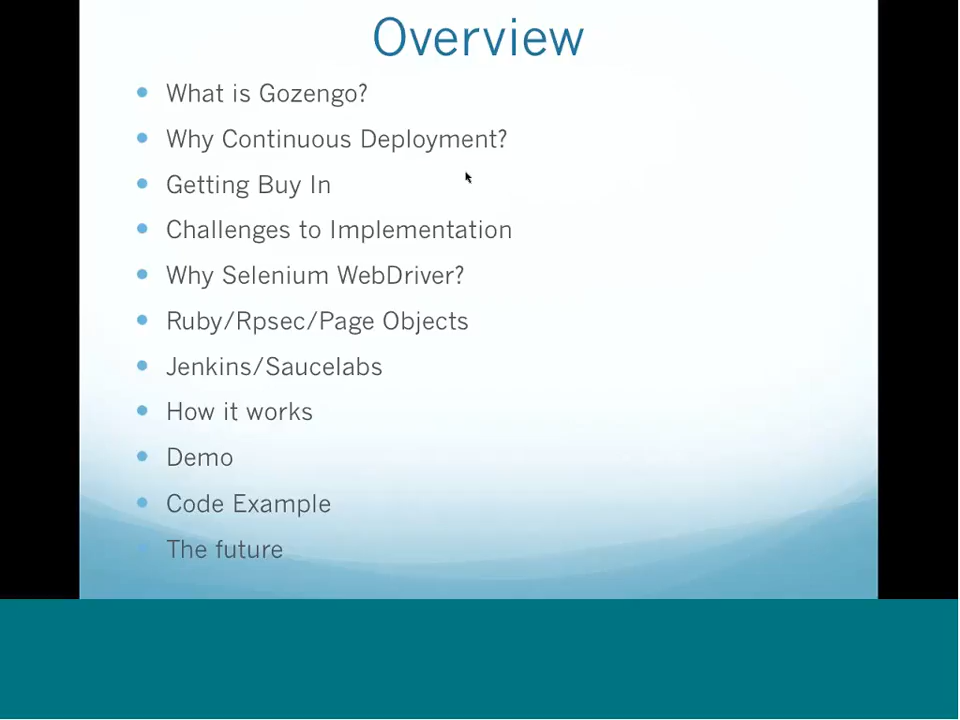 Overview
What is Gozengo?
Why Continuous Deployment?
Getting Buy In
Challenges to Implementation
Why Selenium WebDriver?
Ruby/Rpsec/Page Objects
Jenkins/Saucelabs
How it works
Demo
Code Example
The future